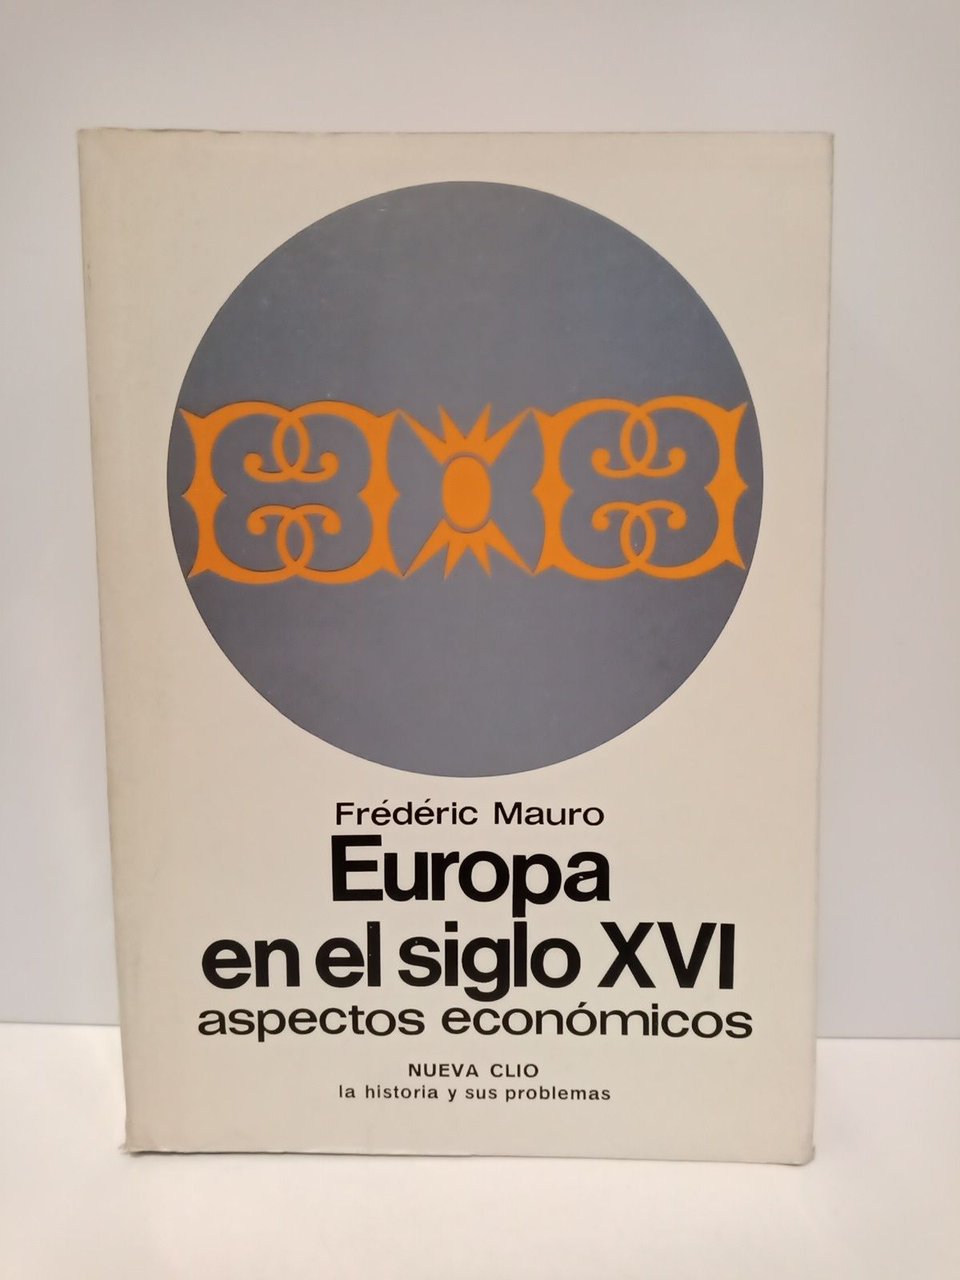 Frédéric Mauro
Europa
en el siglo XVI
aspectos económicos
NUEVA CLIO
la historia y sus problemas